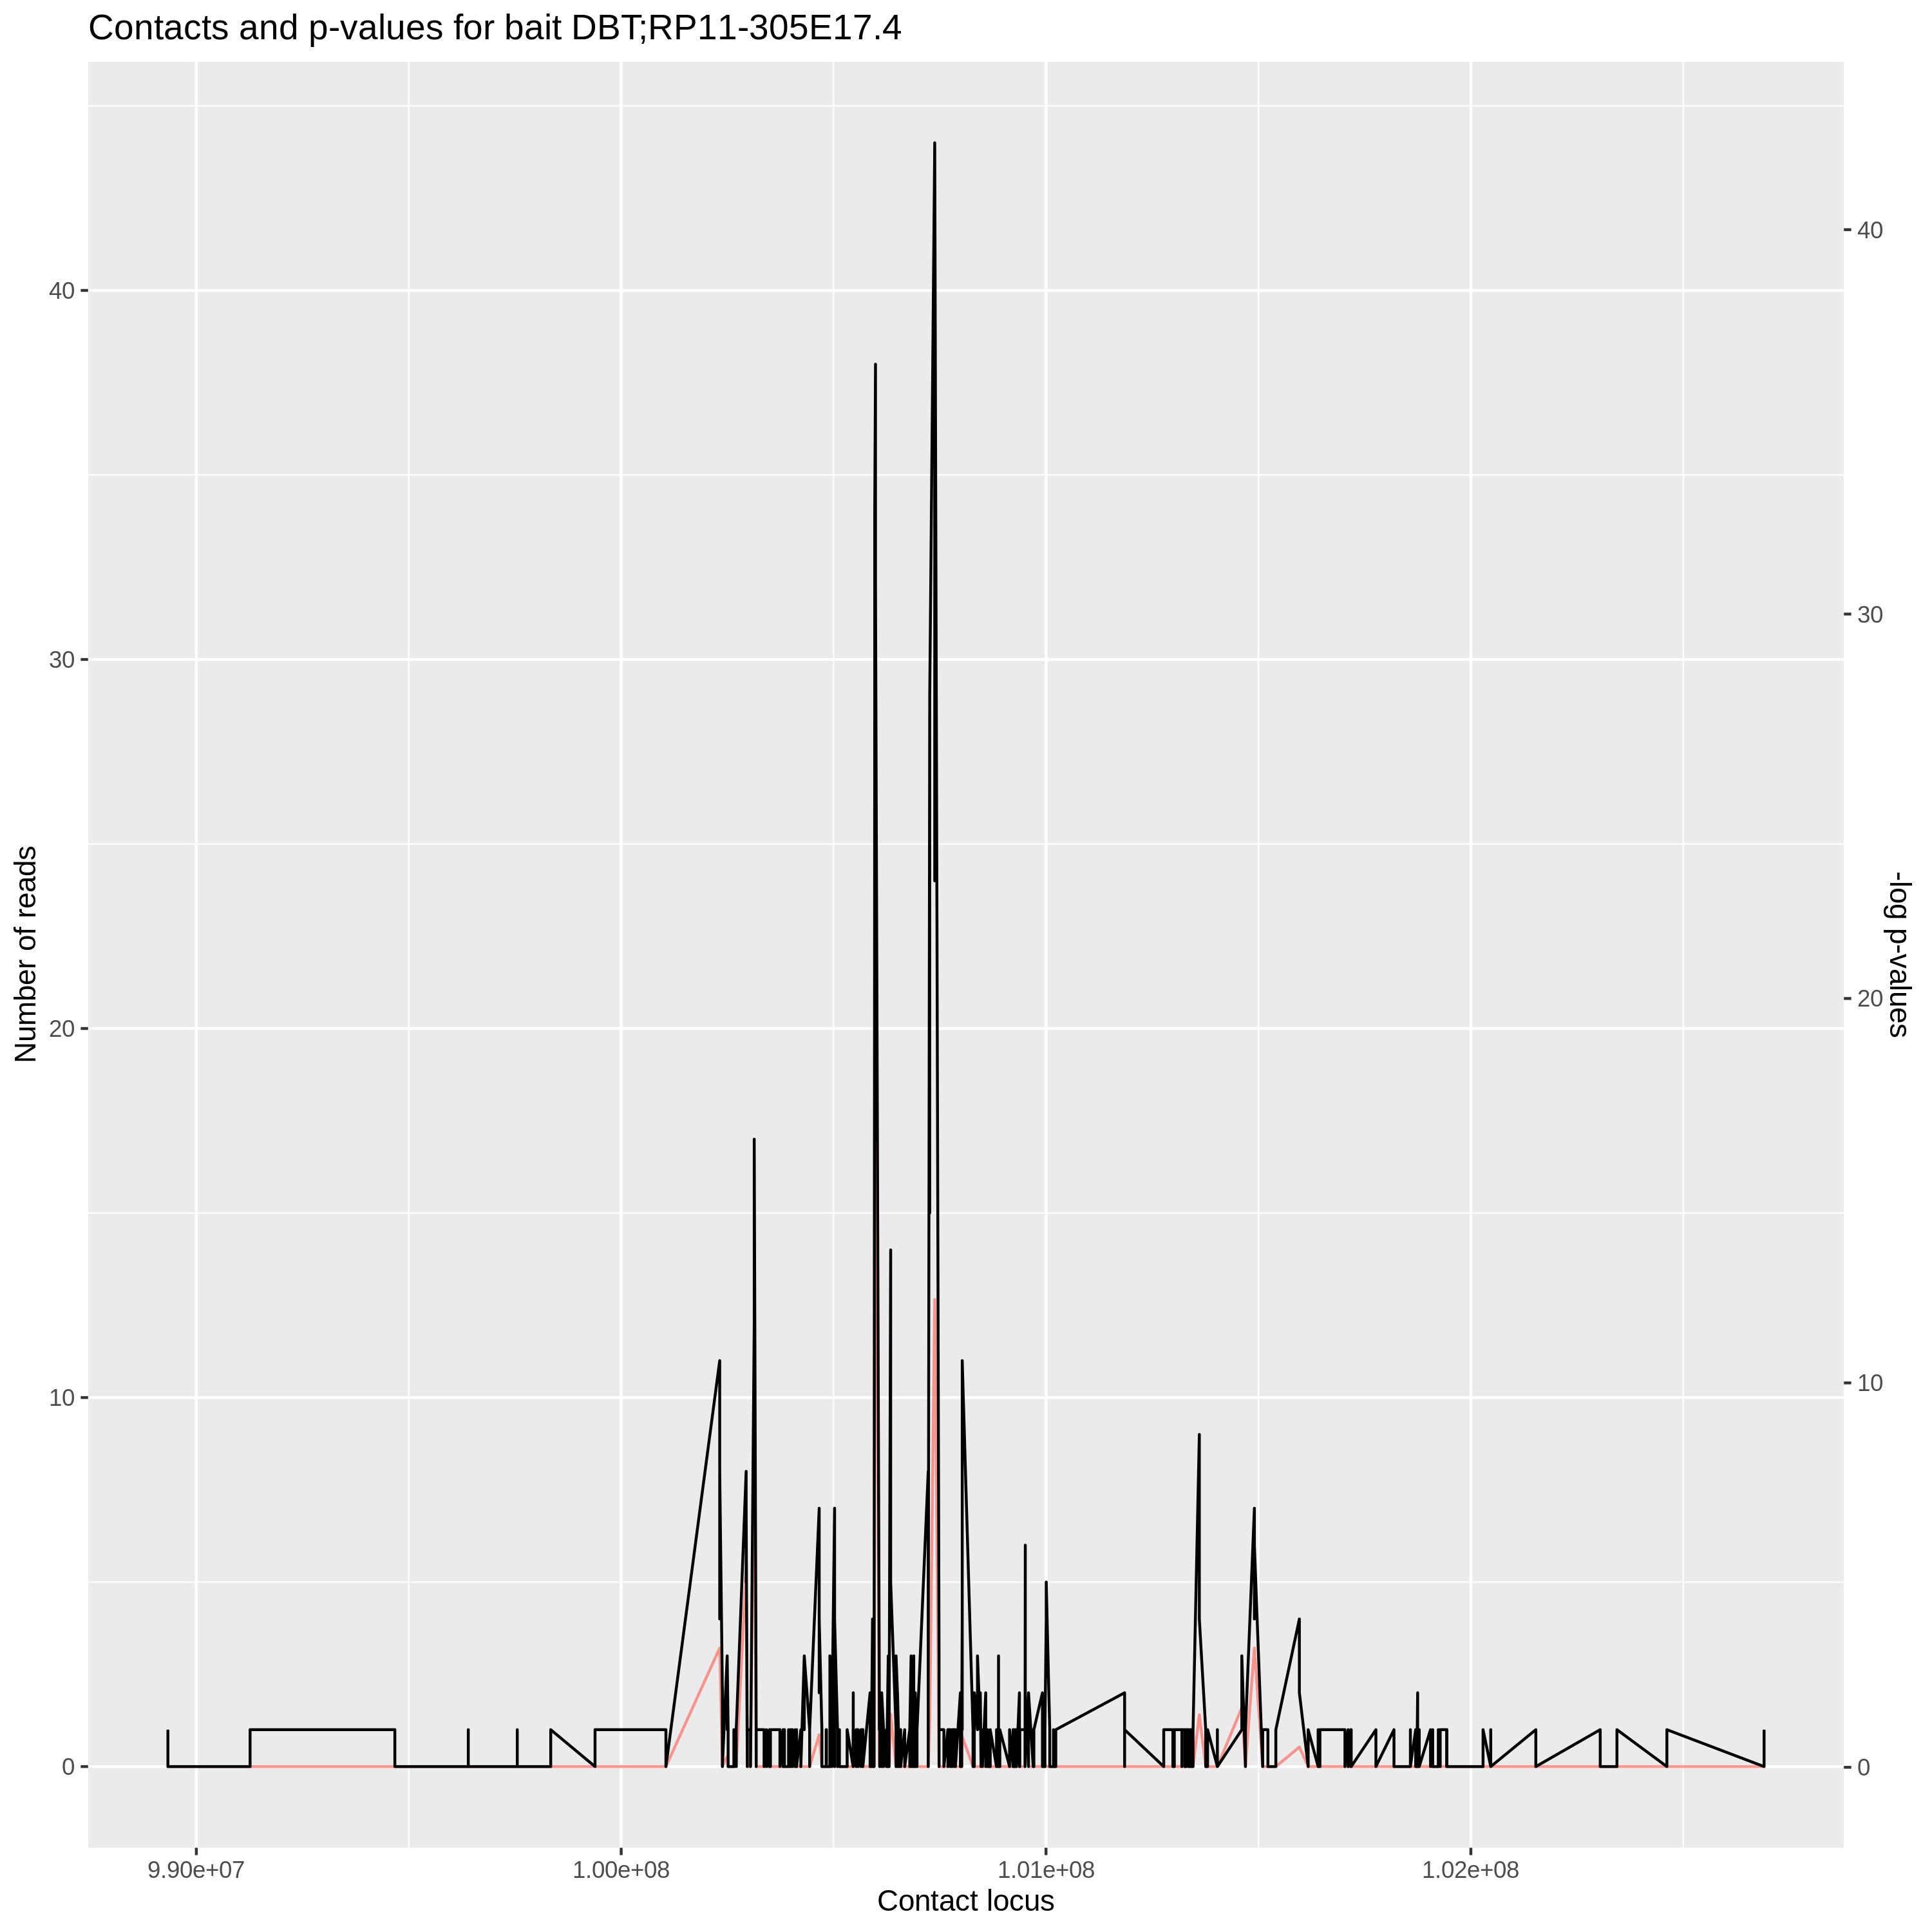 Contacts and p-values for bait DBT;RP11-305E17.4
40
30
20
10
0
Number of reads
40
30
20
10
0
-log p-values
9.90e+07
1.00e+08
1.01e+08
1.02e+08
Contact locus